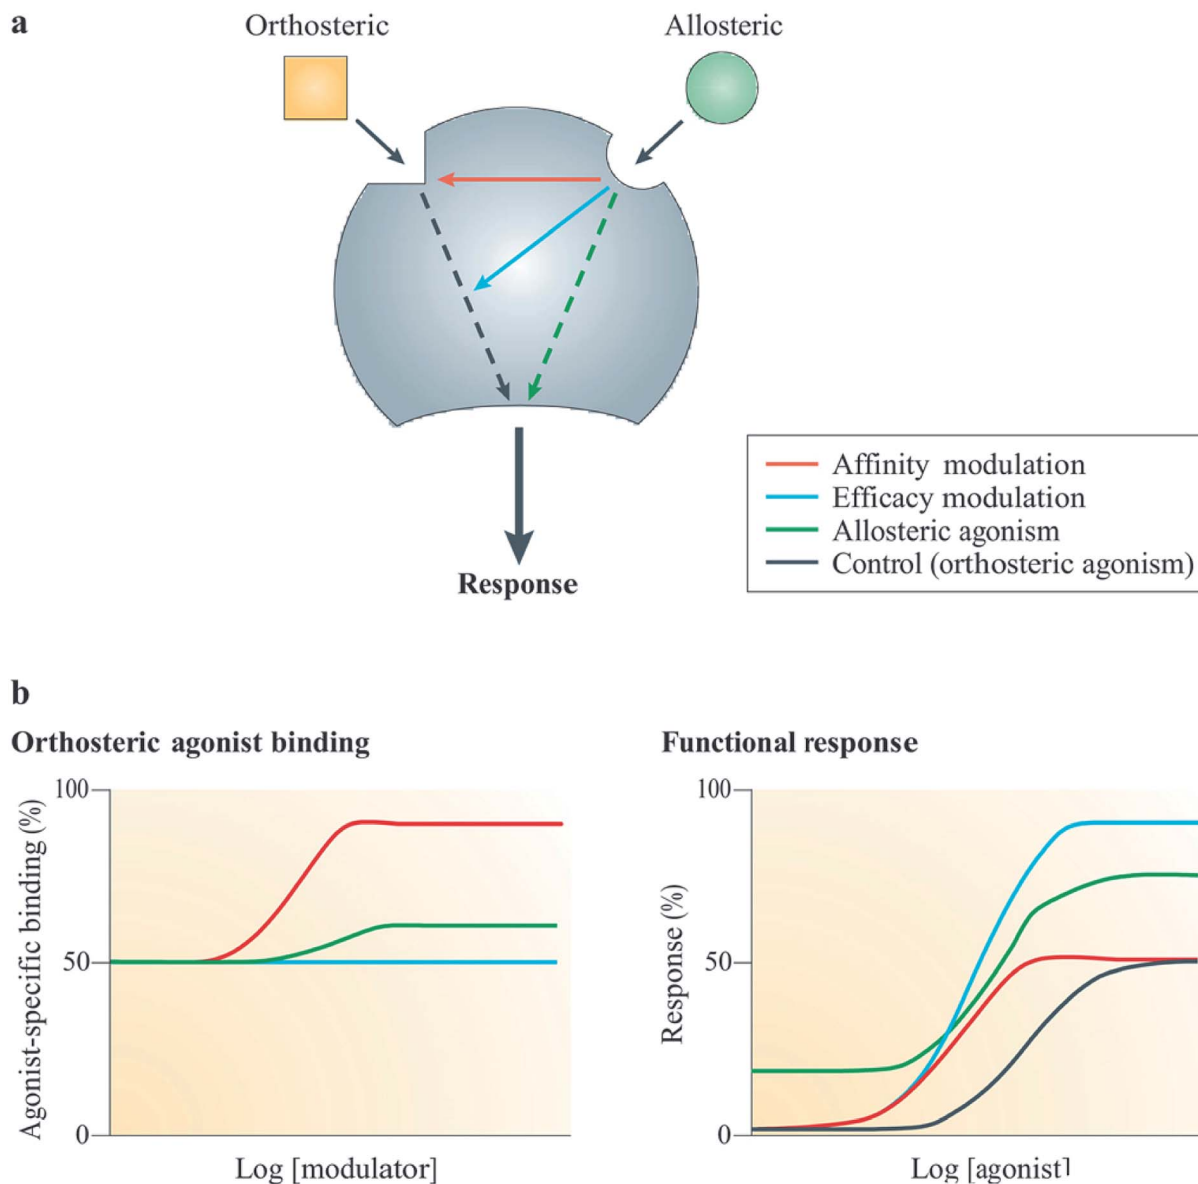 a
Orthosteric
Allosteric
Affinity modulation
Efficacy modulation
Allosteric agonism
Control (orthosteric agonism)
Response
b
Orthosteric agonist binding
Functional response
100
50
0
Agonist-specific binding (%)
Log [modulator]
100
50
0
Response (%)
Log [agonist]